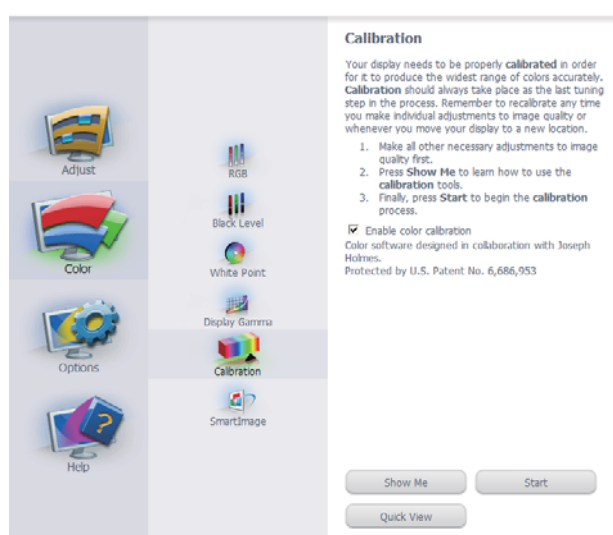 Adjust
Color
Options
Help
RGB
Black Level
White Point
Display Gamma
Calibration
SmartImage
Calibration
Your display needs to be properly calibrated in order
for it to produce the widest range of colors accurately.
Calibration should always take place as the last tuning
step in the process. Remember to recalibrate any time
you make individual adjustments to image quality or
whenever you move your display to a new location.
1. Make all other necessary adjustments to image
quality first.
2. Press Show Me to learn how to use the
calibration tools.
3. Finally, press Start to begin the calibration
process.
Enable color calibration
Color software designed in collaboration with Joseph
Holmes.
Protected by U.S. Patent No. 6,686,953
Show Me
Start
Quick View